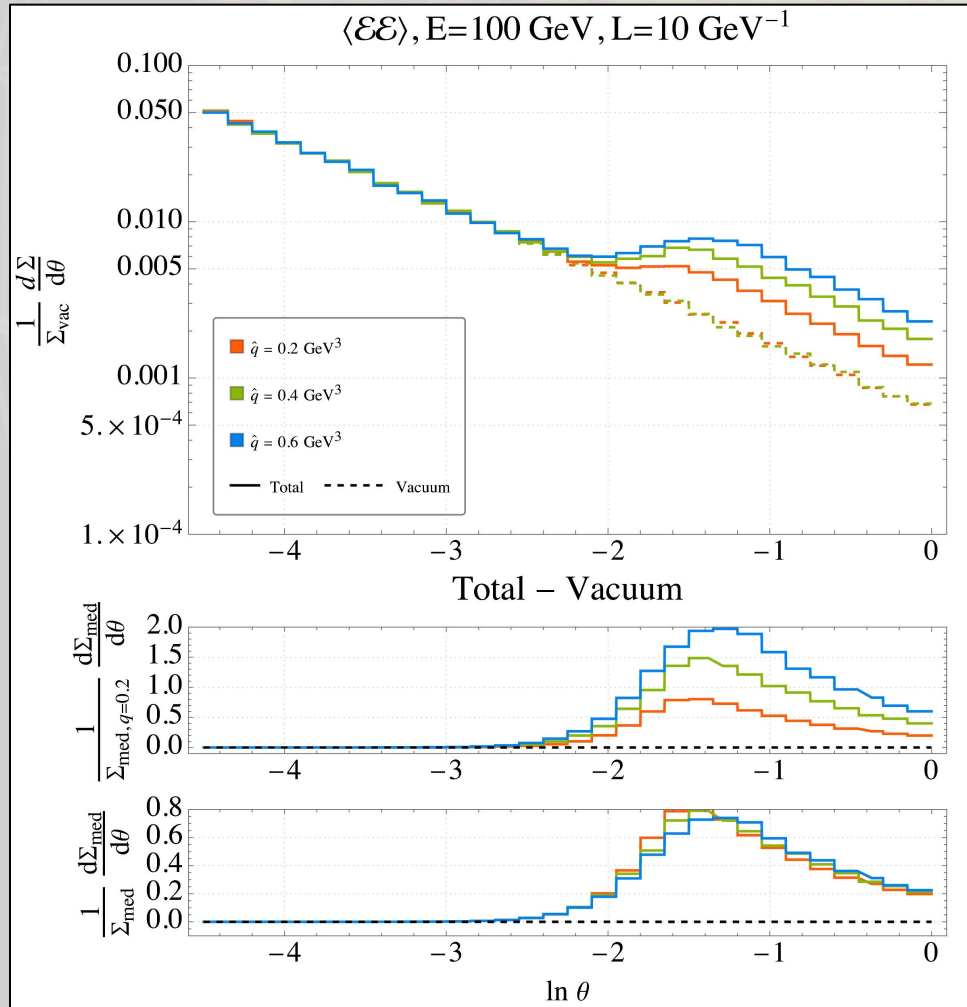 ⟨ℰℰ⟩, E=100 GeV, L=10 GeV⁻¹
0.100
0.050
0.010
0.005
0.001
5.×10⁻⁴
1.×10⁻⁴
1/Σvac dΣ/dθ
q̂ = 0.2 GeV³
q̂ = 0.4 GeV³
q̂ = 0.6 GeV³
Total Vacuum
−4 −3 −2 −1 0
Total – Vacuum
2.0
1.5
1.0
0.5
0.0
1/Σmed, q=0.2 dΣmed/dθ
−4 −3 −2 −1 0
0.8
0.6
0.4
0.2
0.0
1/Σmed dΣmed/dθ
−4 −3 −2 −1 0
ln θ